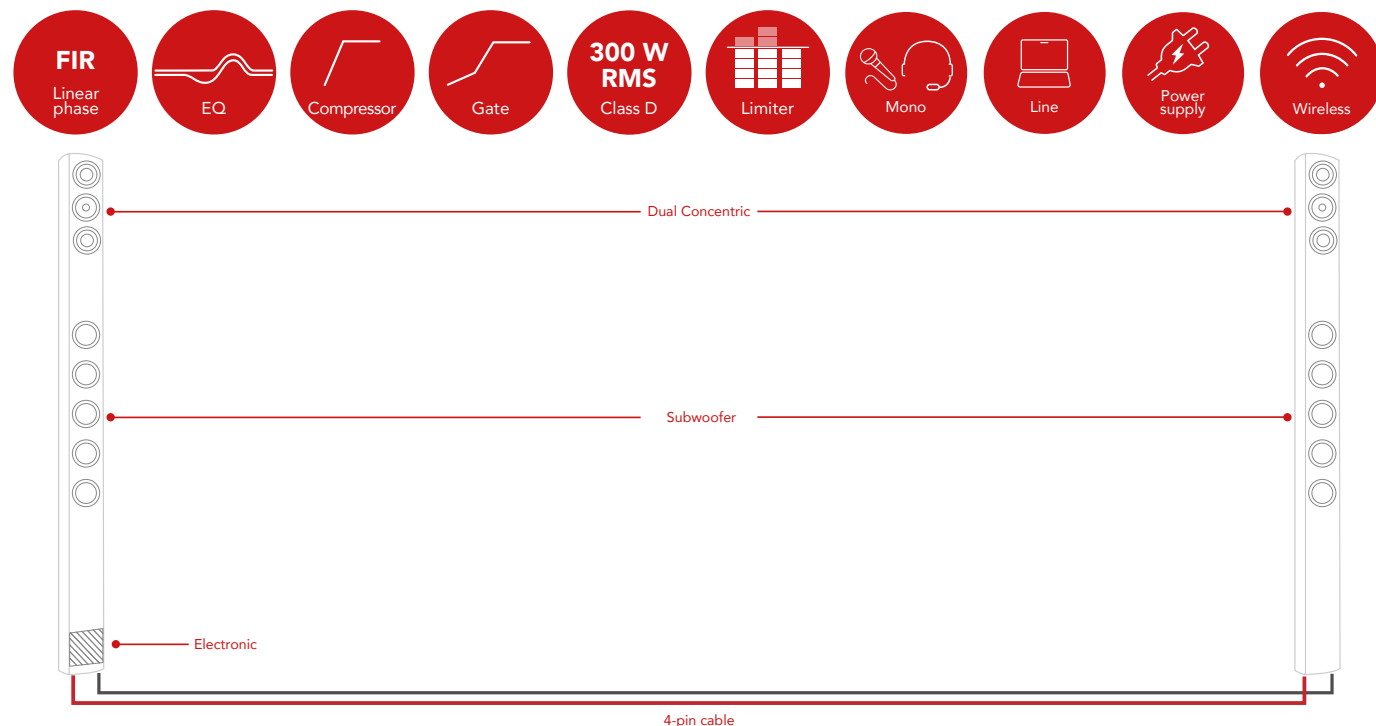 FIR
Linear
phase
EQ
Compressor
Gate
300 W
RMS
Class D
Limiter
Mono
Line
Power
supply
Wireless
Dual Concentric
Subwoofer
Electronic
4-pin cable